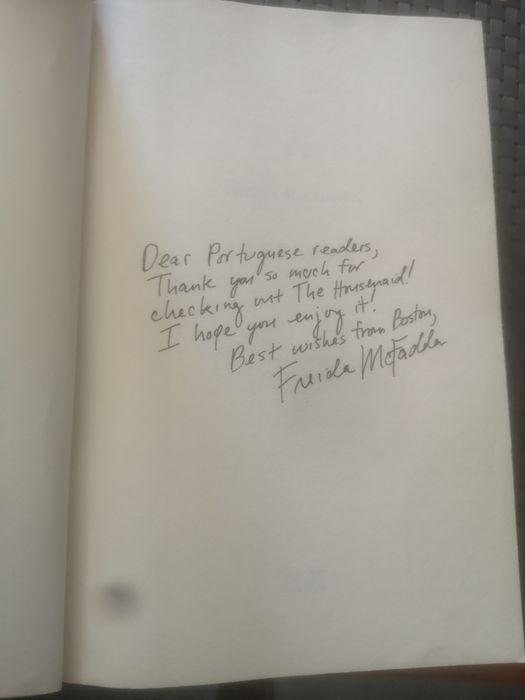 Dear Portuguese readers,
Thank you so much for
checking out The Housemaid!
I hope you enjoy it!
Best wishes from Boston,
Freida McFadden